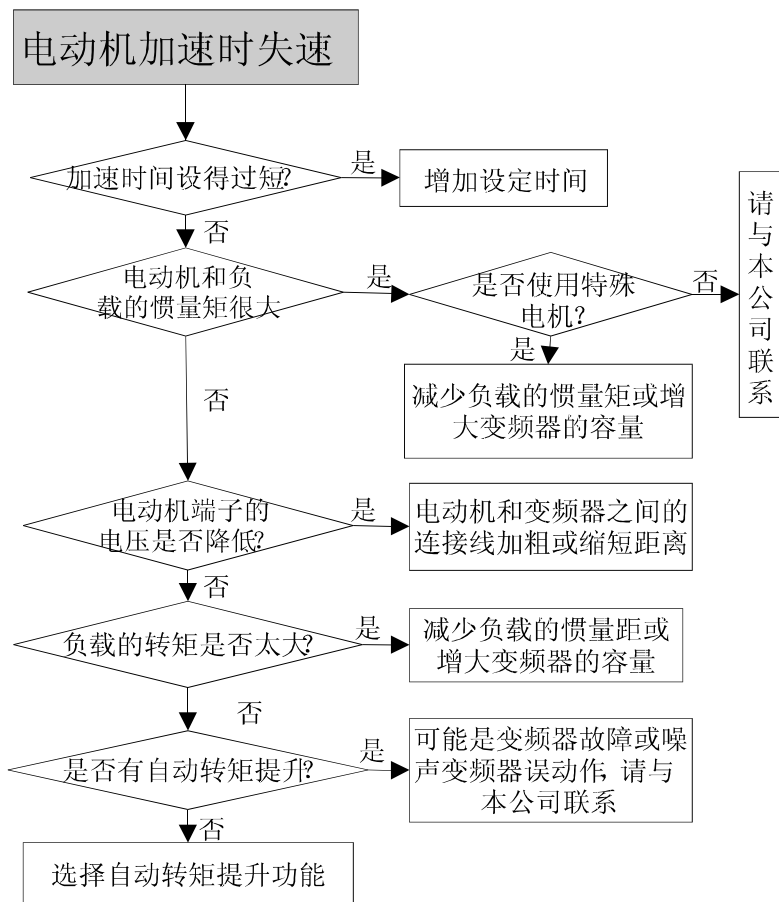 电动机加速时失速
加速时间设得过短?
是
增加设定时间
否
电动机和负
载的惯量矩很大
是
是否使用特殊
电机?
否
请
与
本
公
司
联
系
是
减少负载的惯量矩或增
大变频器的容量
否
电动机端子的
电压是否降低?
是
电动机和变频器之间的
连接线加粗或缩短距离
否
负载的转矩是否太大?
是
减少负载的惯量距或
增大变频器的容量
否
是否有自动转矩提升?
是
可能是变频器故障或噪
声变频器误动作,请与
本公司联系
否
选择自动转矩提升功能